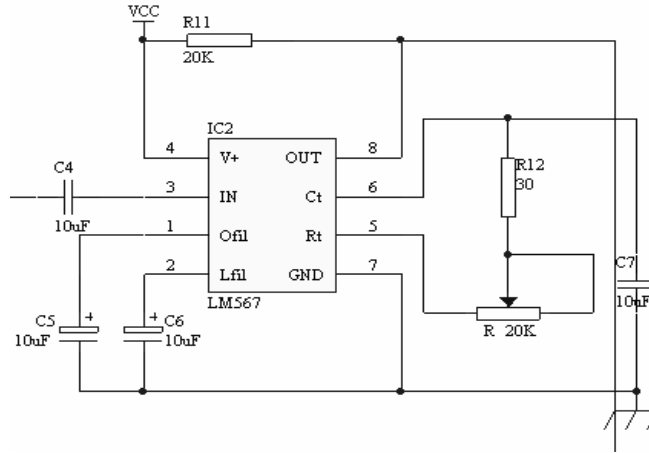 VCC
R11
20K
IC2
4 V+ OUT 8
C4
3 IN Ct 6
10uF
1 Ofil Rt 5
2 Lfil GND 7
LM567
R12
30
C5 +
10uF
+ C6
10uF
R 20K
C7
10uF